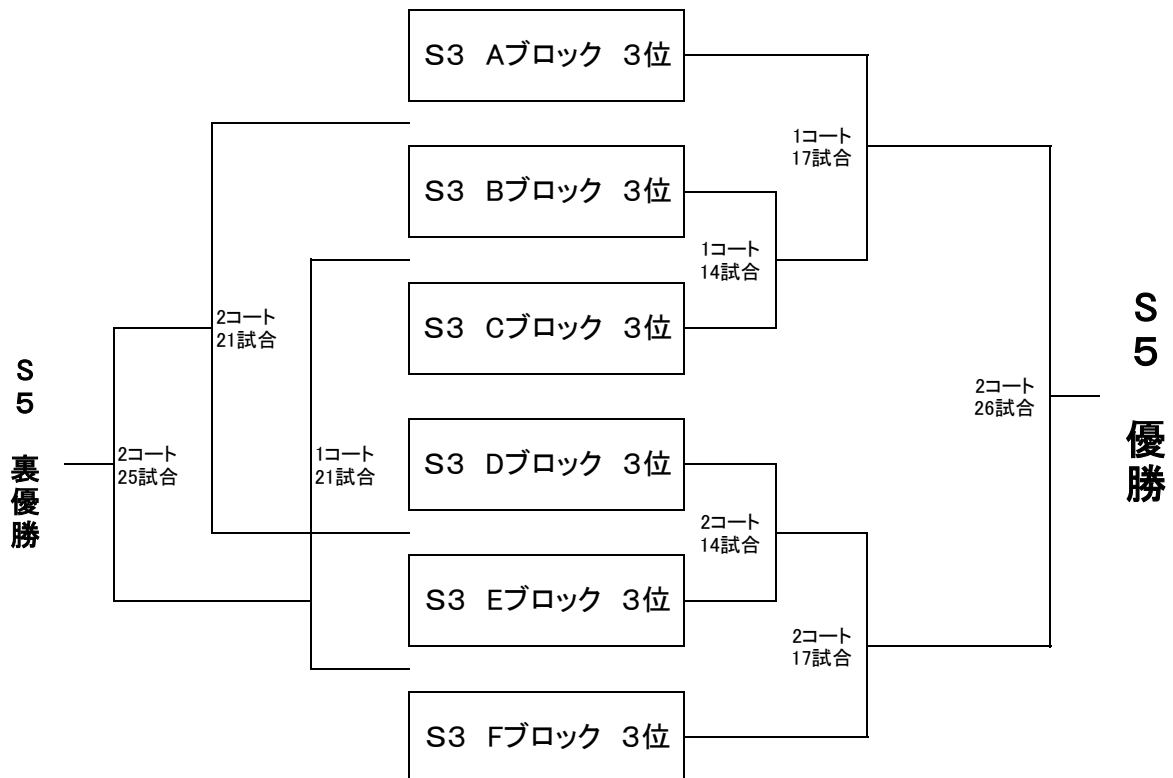 S3　Aブロック　3位
1コート
17試合
S3　Bブロック　3位
1コート
14試合
S3　Cブロック　3位
2コート
21試合
S5　優勝
S5　裏優勝
2コート
26試合
2コート
25試合
1コート
21試合
S3　Dブロック　3位
2コート
14試合
S3　Eブロック　3位
2コート
17試合
S3　Fブロック　3位